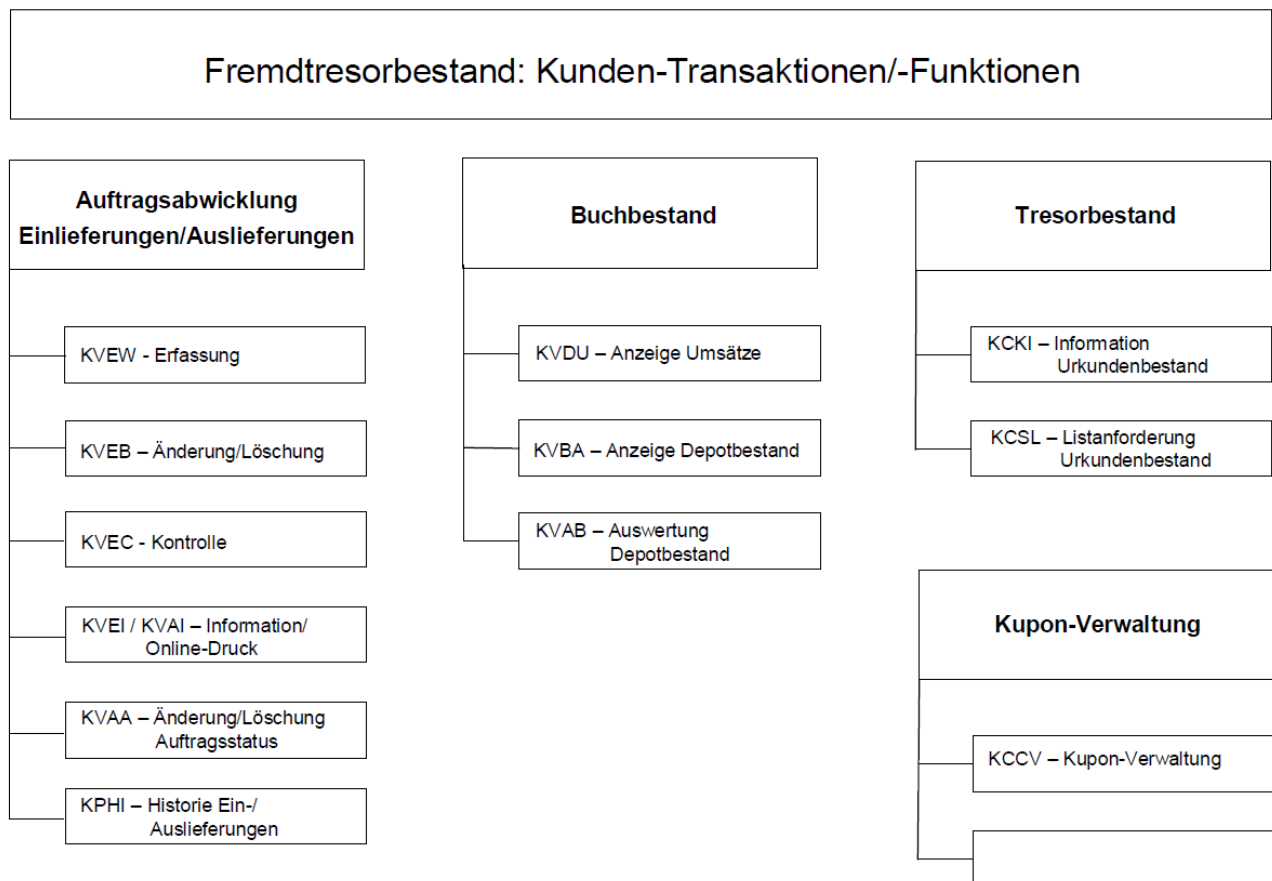 Fremdtresorbestand: Kunden-Transaktionen/-Funktionen
Auftragsabwicklung
Einlieferungen/Auslieferungen
KVEW - Erfassung
KVEB – Änderung/Löschung
KVEC - Kontrolle
KVEI / KVAI – Information/
Online-Druck
KVAA – Änderung/Löschung
Auftragsstatus
KPHI – Historie Ein-/
Auslieferungen
Buchbestand
KVDU – Anzeige Umsätze
KVBA – Anzeige Depotbestand
KVAB – Auswertung
Depotbestand
Tresorbestand
KCKI – Information
Urkundenbestand
KCSL – Listanforderung
Urkundenbestand
Kupon-Verwaltung
KCCV – Kupon-Verwaltung